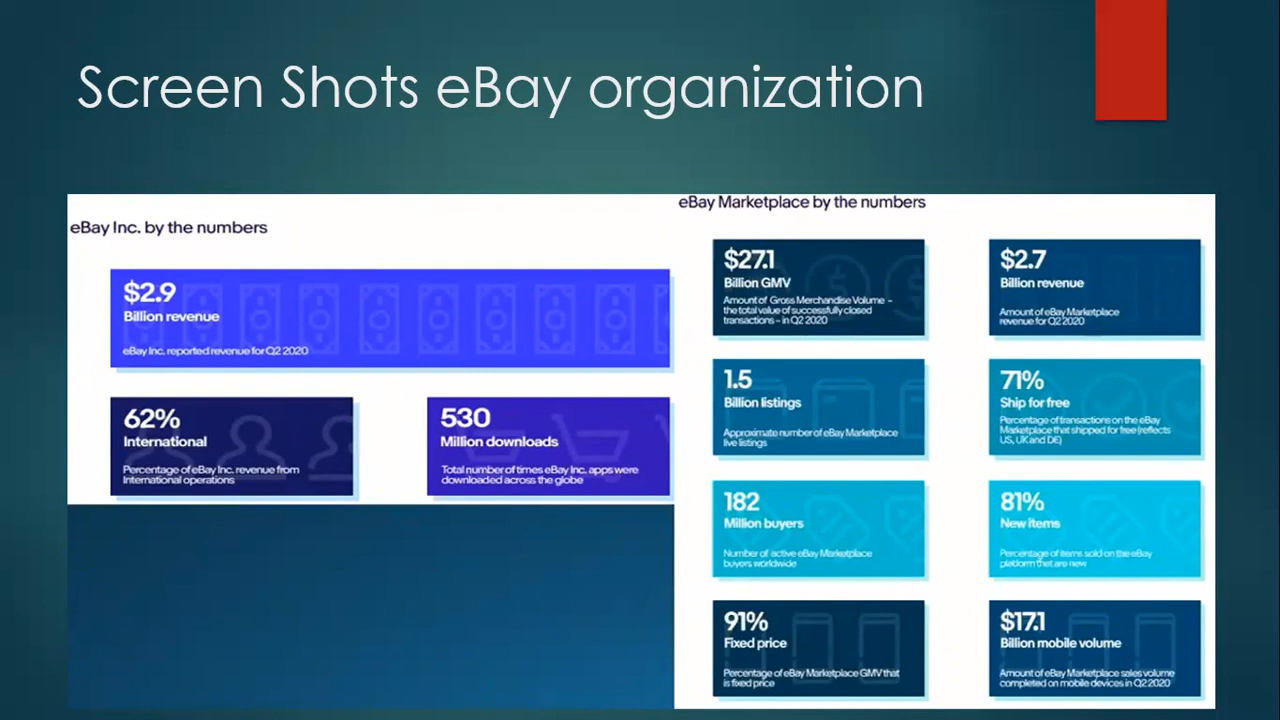 Screen Shots eBay organization
eBay Inc. by the numbers
$2.9
Billion revenue
eBay Inc. reported revenue for Q2 2020
62%
International
Percentage of eBay Inc. revenue from
International operations
530
Million downloads
Total number of times eBay Inc. apps were
downloaded across the globe
eBay Marketplace by the numbers
$27.1
Billion GMV
Amount of Gross Merchandise Volume –
the total value of successfully closed
transactions – in Q2 2020
$2.7
Billion revenue
Amount of eBay Marketplace
revenue for Q2 2020
1.5
Billion listings
Approximate number of eBay Marketplace
live listings
71%
Ship for free
Percentage of transactions on the eBay
Marketplace that shipped for free (reflects
US, UK and DE)
182
Million buyers
Number of active eBay Marketplace
buyers worldwide
81%
New items
Percentage of items sold on the eBay
platform that are new
91%
Fixed price
Percentage of eBay Marketplace GMV that
is fixed price
$17.1
Billion mobile volume
Amount of eBay Marketplace sales volume
completed on mobile devices in Q2 2020